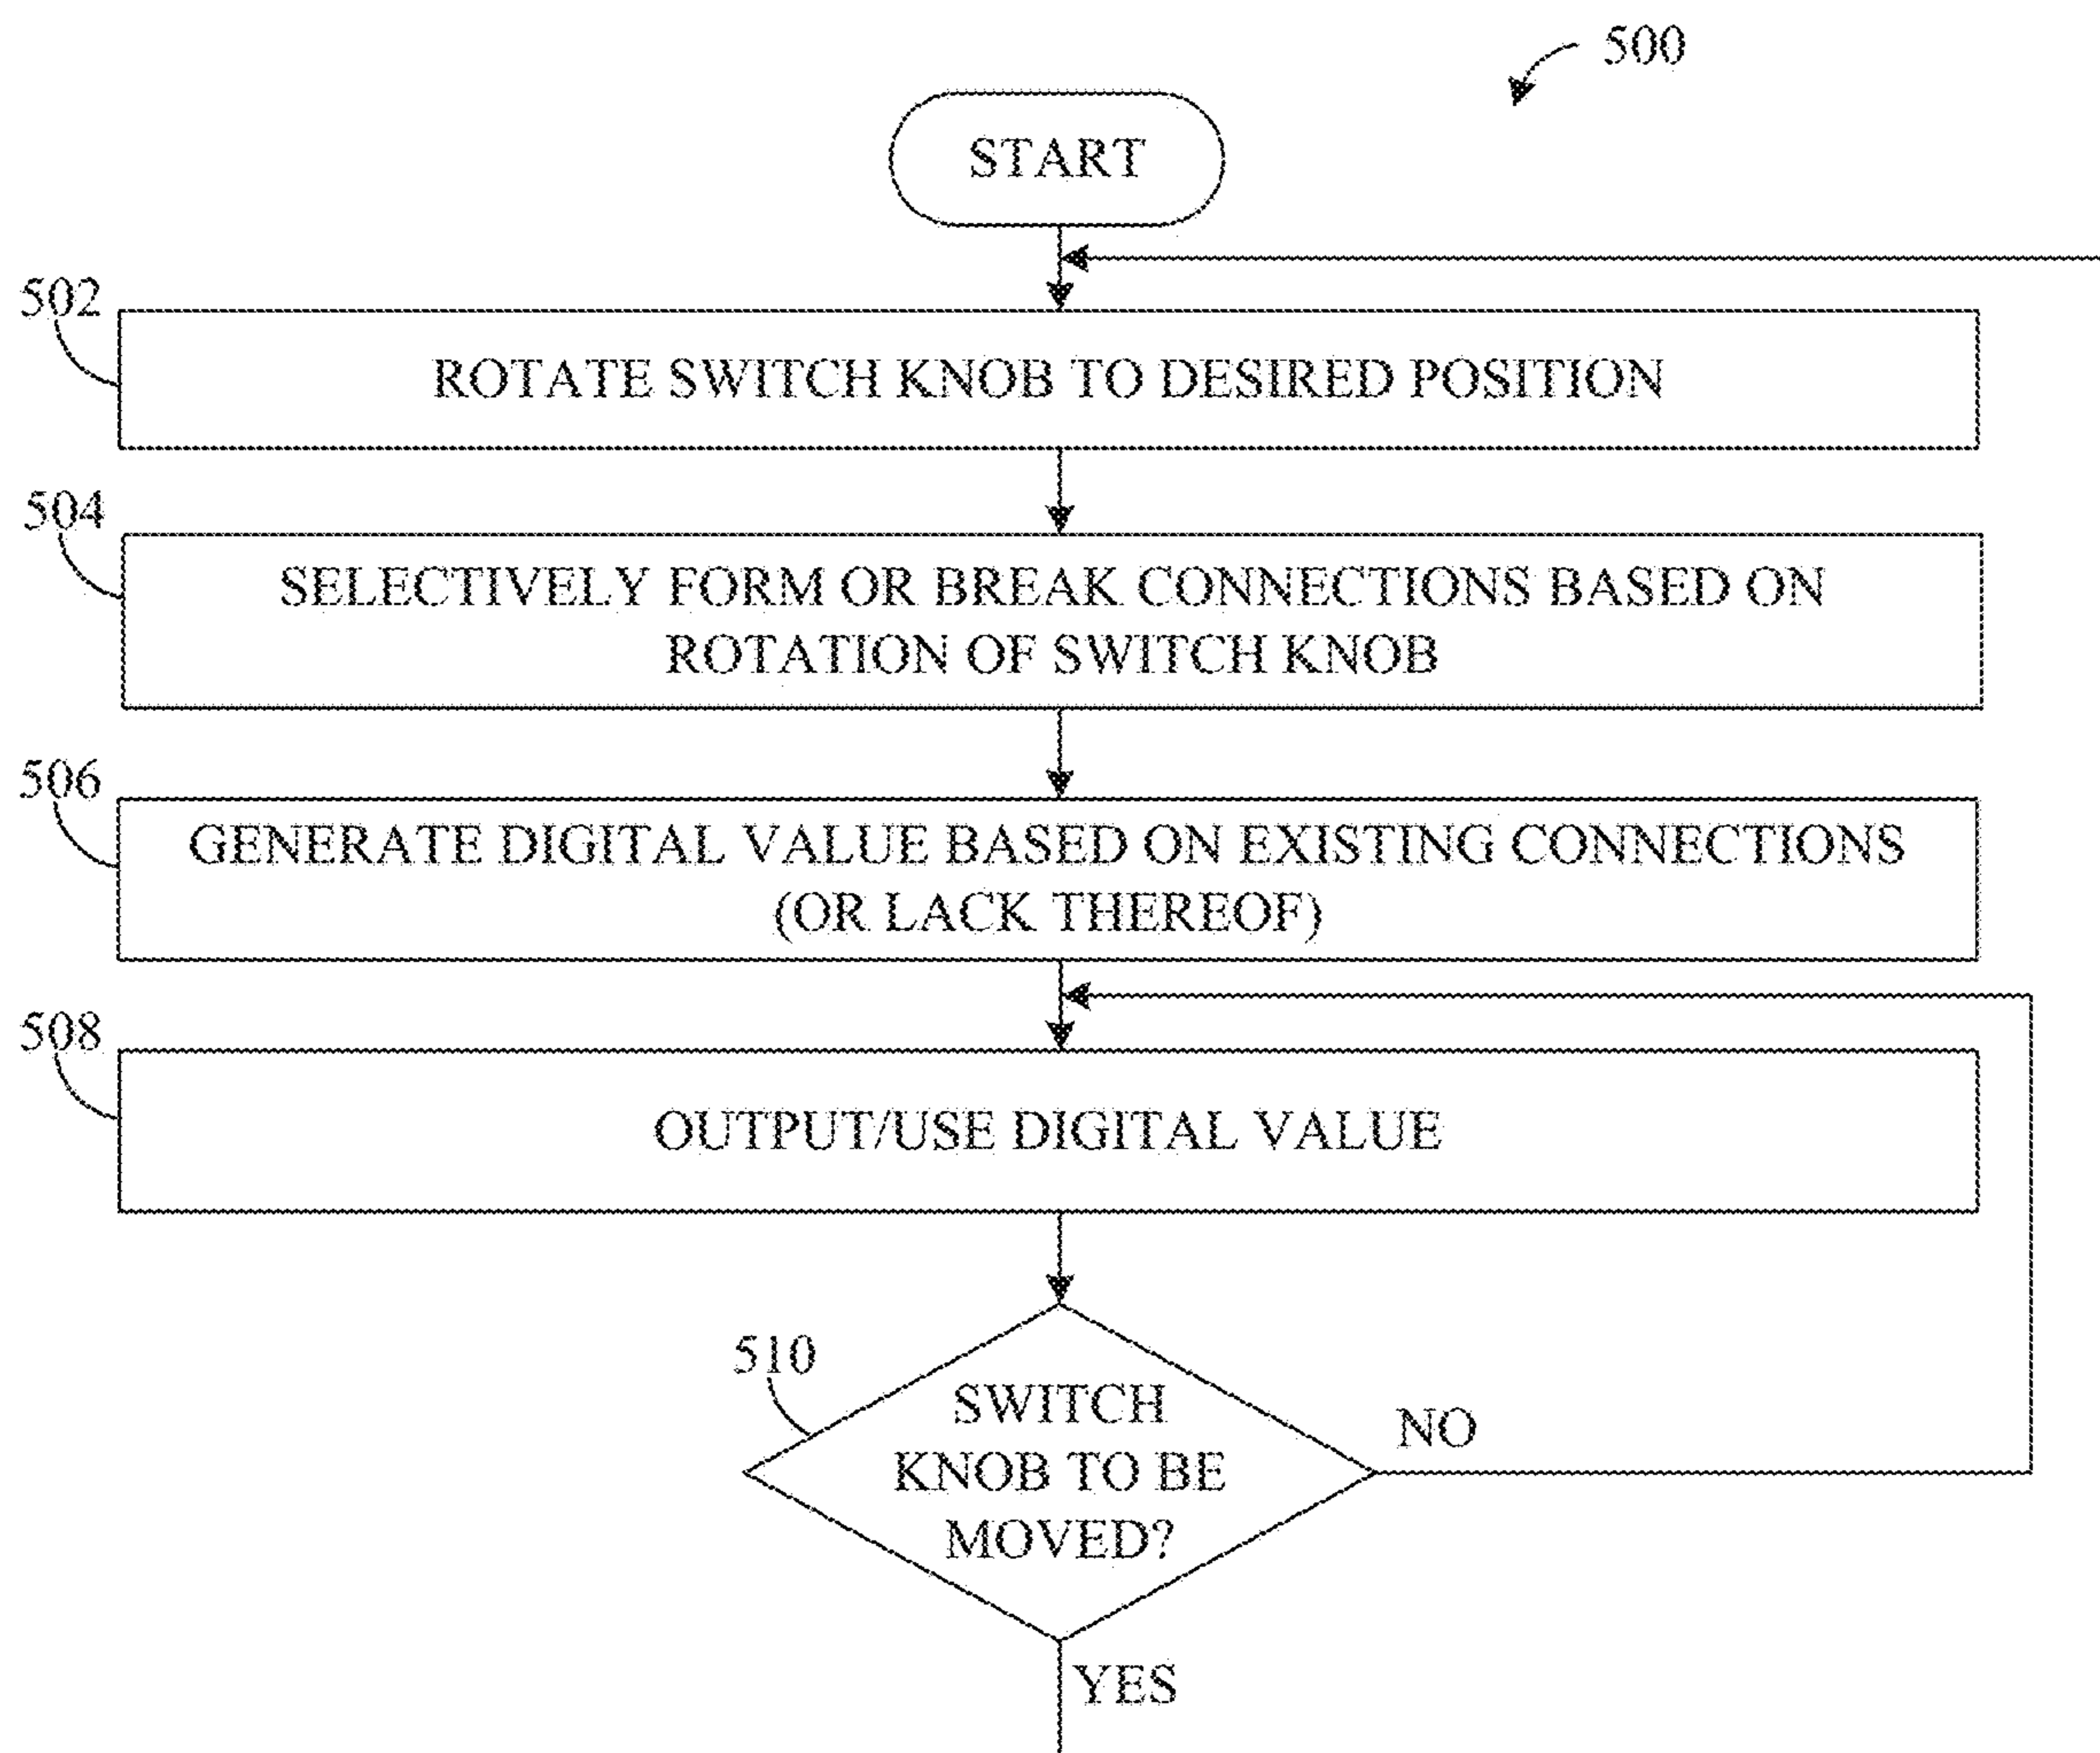 500
START
502
ROTATE SWITCH KNOB TO DESIRED POSITION
504
SELECTIVELY FORM OR BREAK CONNECTIONS BASED ON
ROTATION OF SWITCH KNOB
506
GENERATE DIGITAL VALUE BASED ON EXISTING CONNECTIONS
(OR LACK THEREOF)
508
OUTPUT/USE DIGITAL VALUE
510
SWITCH
KNOB TO BE
MOVED?
NO
YES